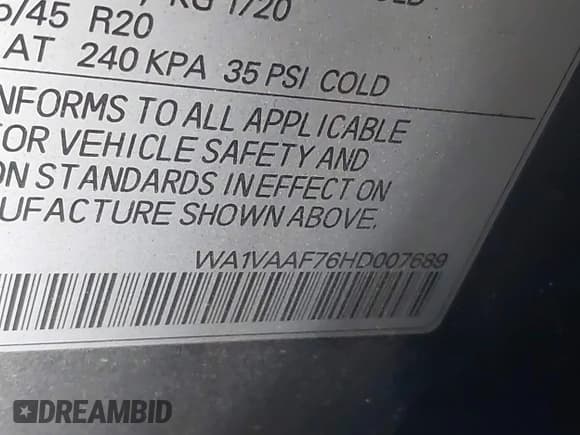 /45 R20
AT 240 KPA 35 PSI COLD
NFORMS TO ALL APPLICABLE
OR VEHICLE SAFETY AND
ON STANDARDS IN EFFECT ON
UFACTURE SHOWN ABOVE.
WA1VAAF76HD007689
DREAMBID